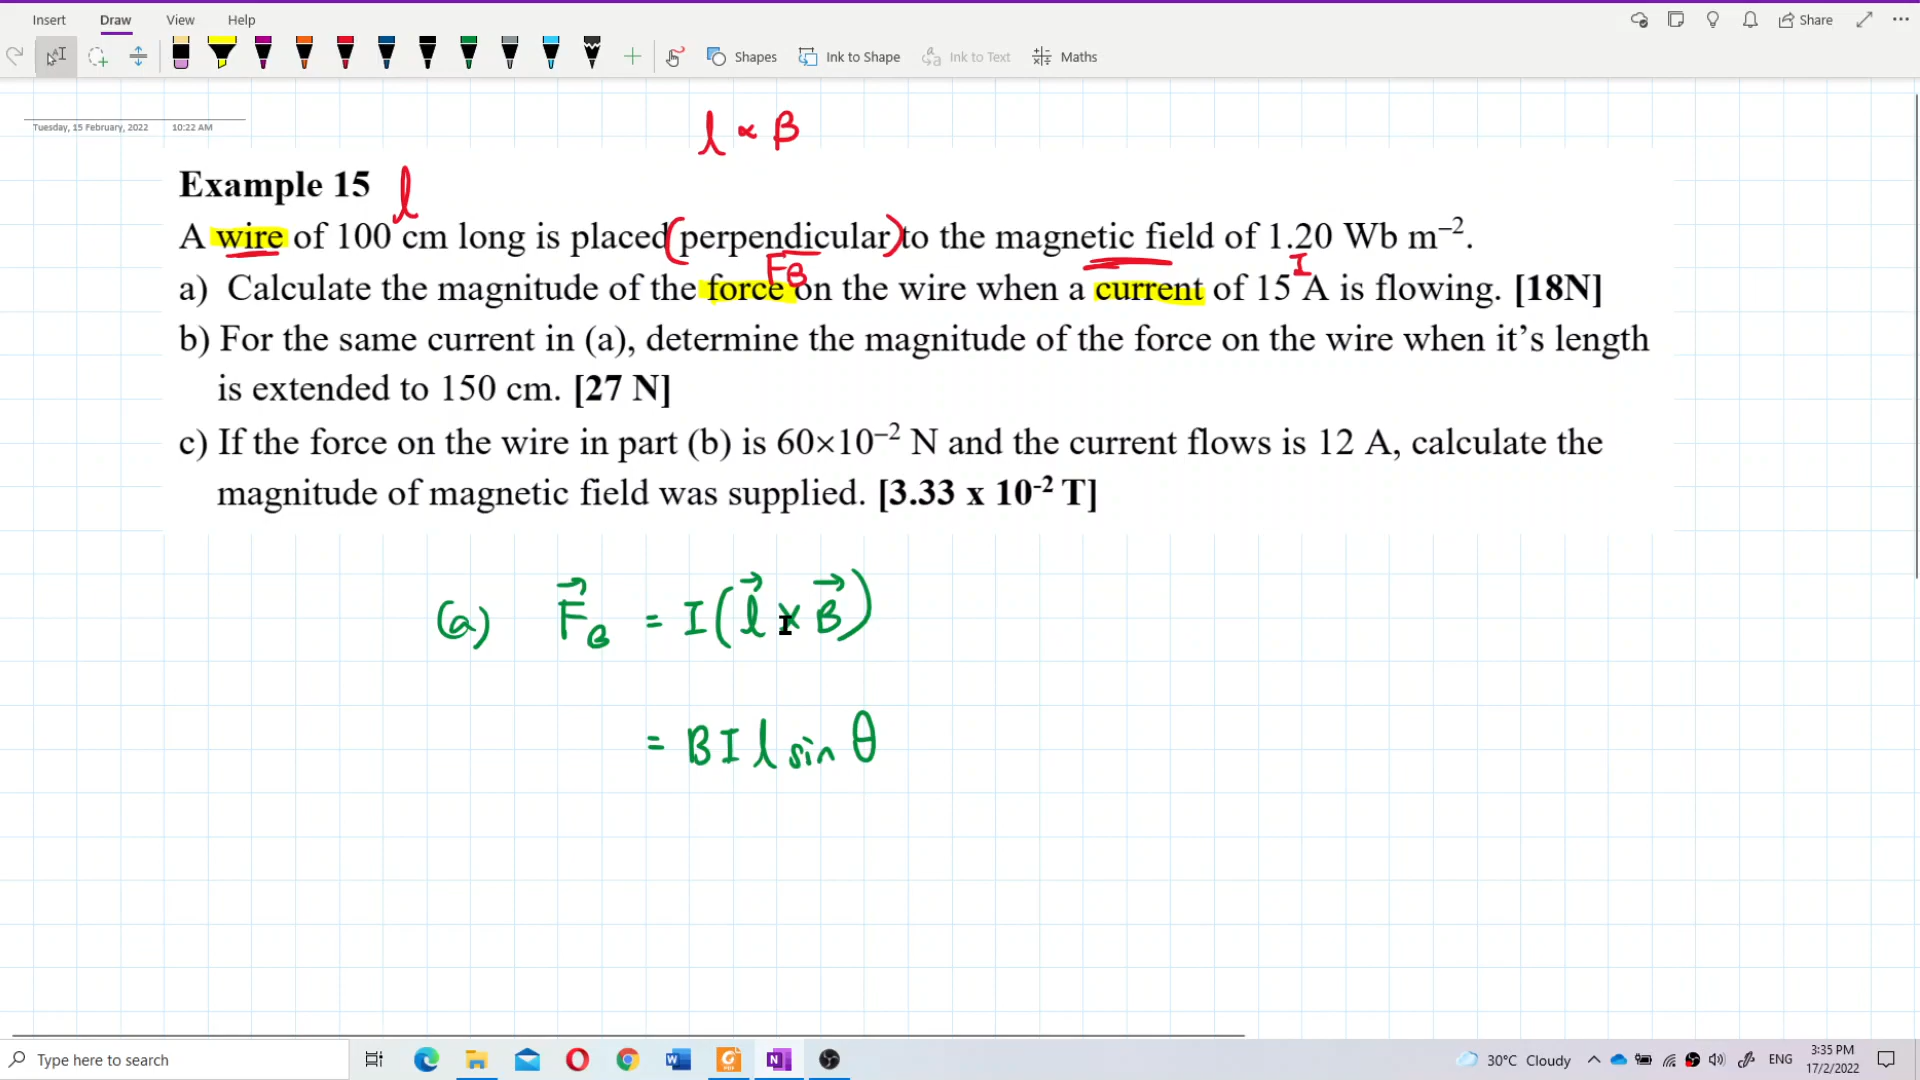 Insert Draw View Help Share
Shapes Ink to Shape Ink to Text Maths
Tuesday, 15 February, 2022 10:22 AM
l ∝ B
Example 15 l
A wire of 100 cm long is placed (perpendicular) to the magnetic field of 1.20 Wb m⁻².
FB I
a) Calculate the magnitude of the force on the wire when a current of 15 A is flowing. [18N]
b) For the same current in (a), determine the magnitude of the force on the wire when it's length
is extended to 150 cm. [27 N]
c) If the force on the wire in part (b) is 60×10⁻² N and the current flows is 12 A, calculate the
magnitude of magnetic field was supplied. [3.33 x 10⁻² T]
(a) F⃗B = I(l⃗ × B⃗)
= BIl sin θ
Type here to search 30°C Cloudy ENG 3:35 PM
17/2/2022